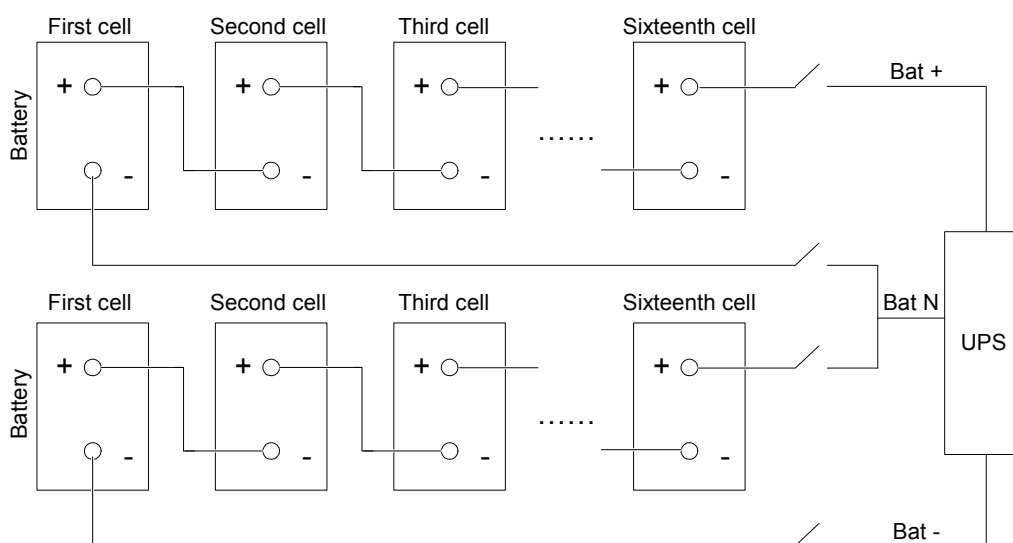 First cell Second cell Third cell Sixteenth cell
Battery + + + + Bat +
......
- - - -
First cell Second cell Third cell Sixteenth cell
Bat N
Battery + + + + UPS
......
- - - -
Bat -